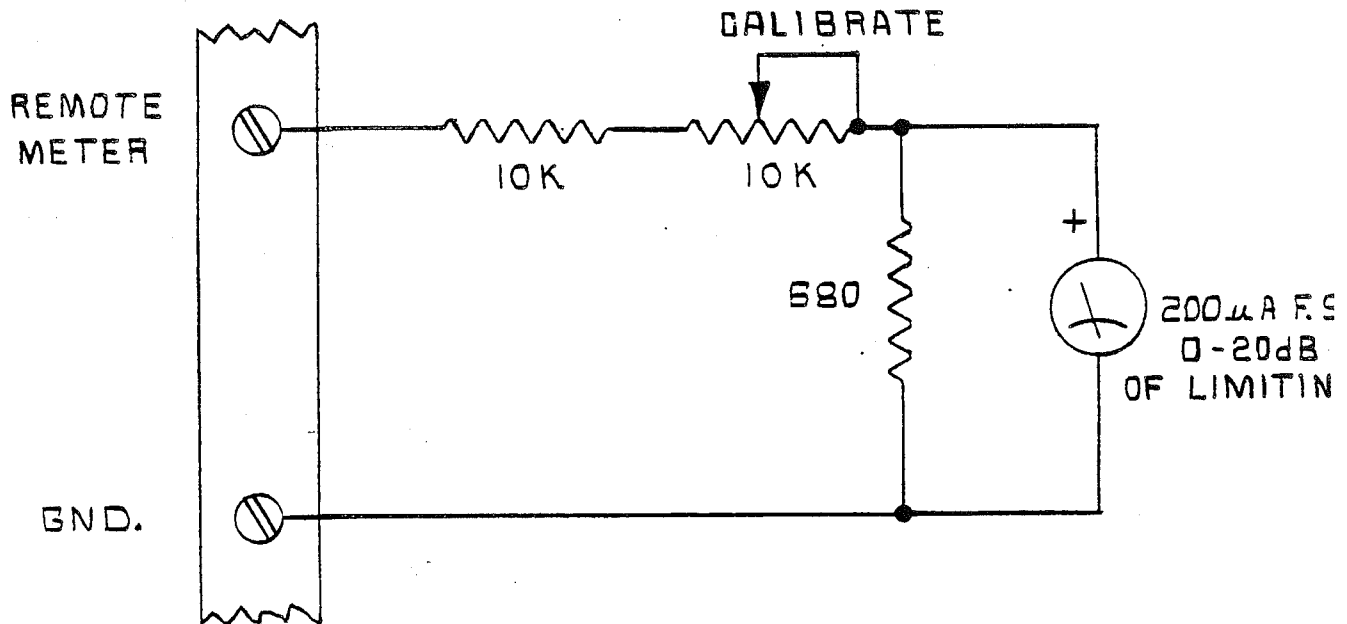 CALIBRATE
REMOTE
METER
10K
10K
+
680
200µA F.S
0-20dB
OF LIMITIN
GND.